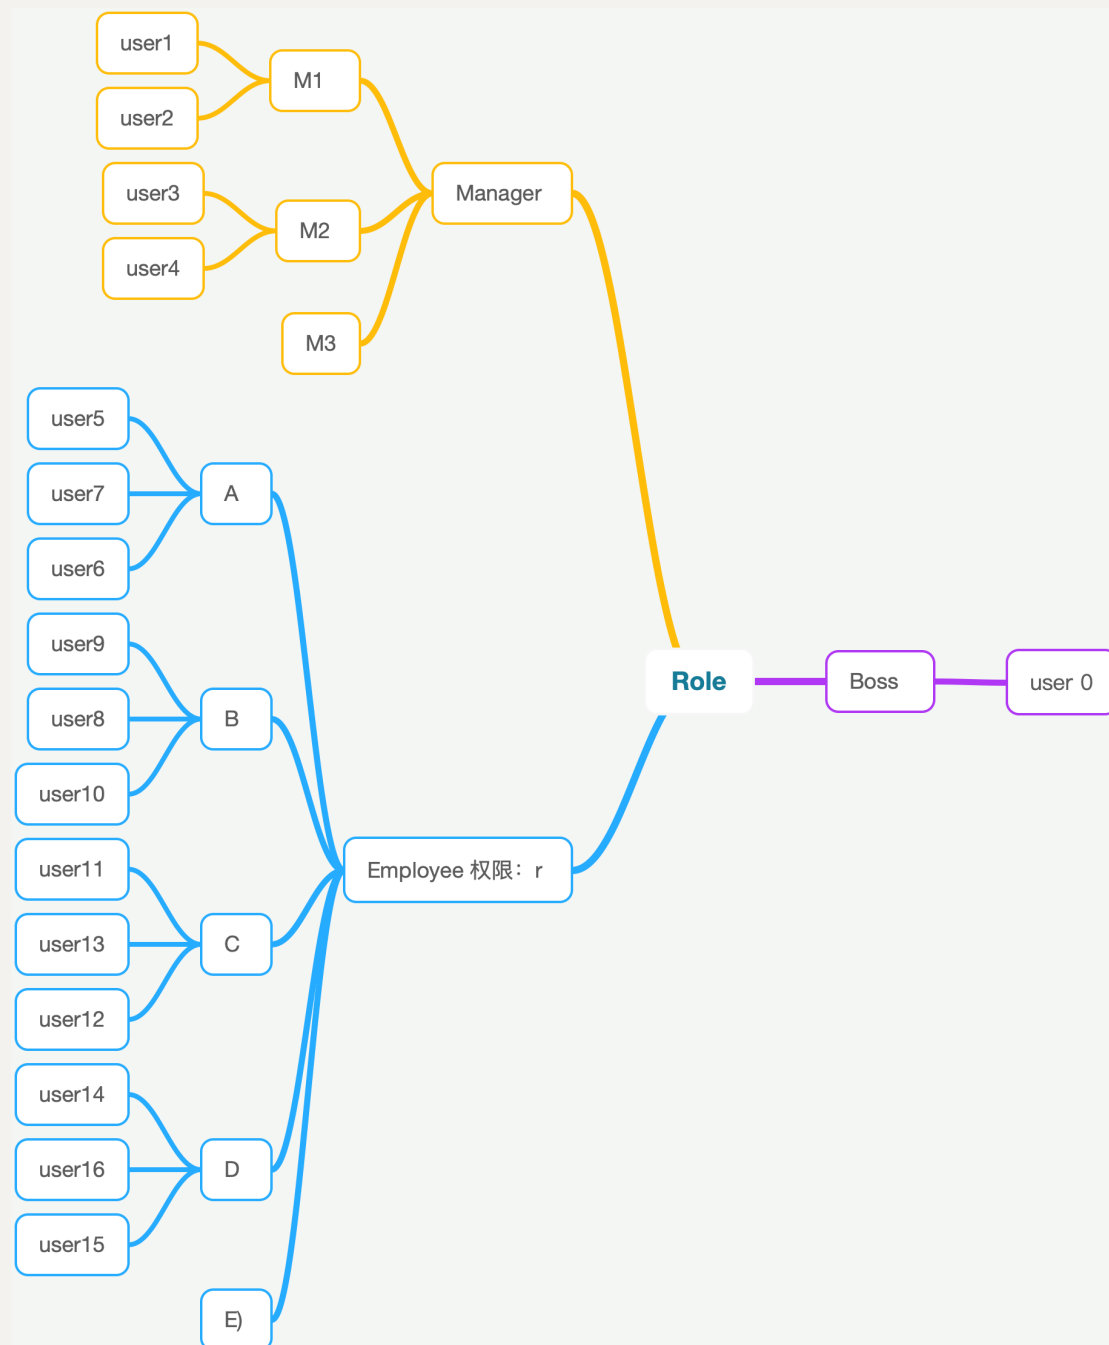 user1
M1
user2
user3
Manager
M2
user4
M3
user5
user7
A
user6
user9
user8
B
user10
Role
Boss
user 0
user11
Employee 权限：r
user13
C
user12
user14
user16
D
user15
E)